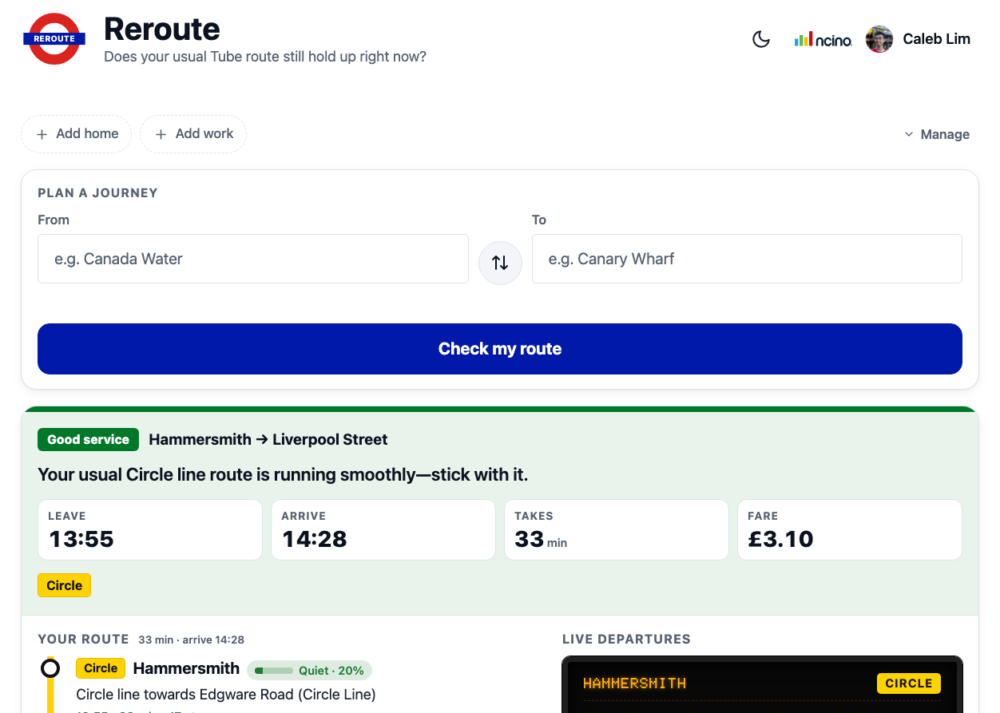 REROUTE
Reroute
Does your usual Tube route still hold up right now?
ncino.
Caleb Lim
Add home
Add work
Manage
PLAN A JOURNEY
From
To
e.g. Canada Water
e.g. Canary Wharf
Check my route
Good service Hammersmith → Liverpool Street
Your usual Circle line route is running smoothly—stick with it.
LEAVE
13:55
ARRIVE
14:28
TAKES
33 min
FARE
£3.10
Circle
YOUR ROUTE 33 min · arrive 14:28
Circle Hammersmith Quiet · 20%
Circle line towards Edgware Road (Circle Line)
LIVE DEPARTURES
HAMMERSMITH
CIRCLE